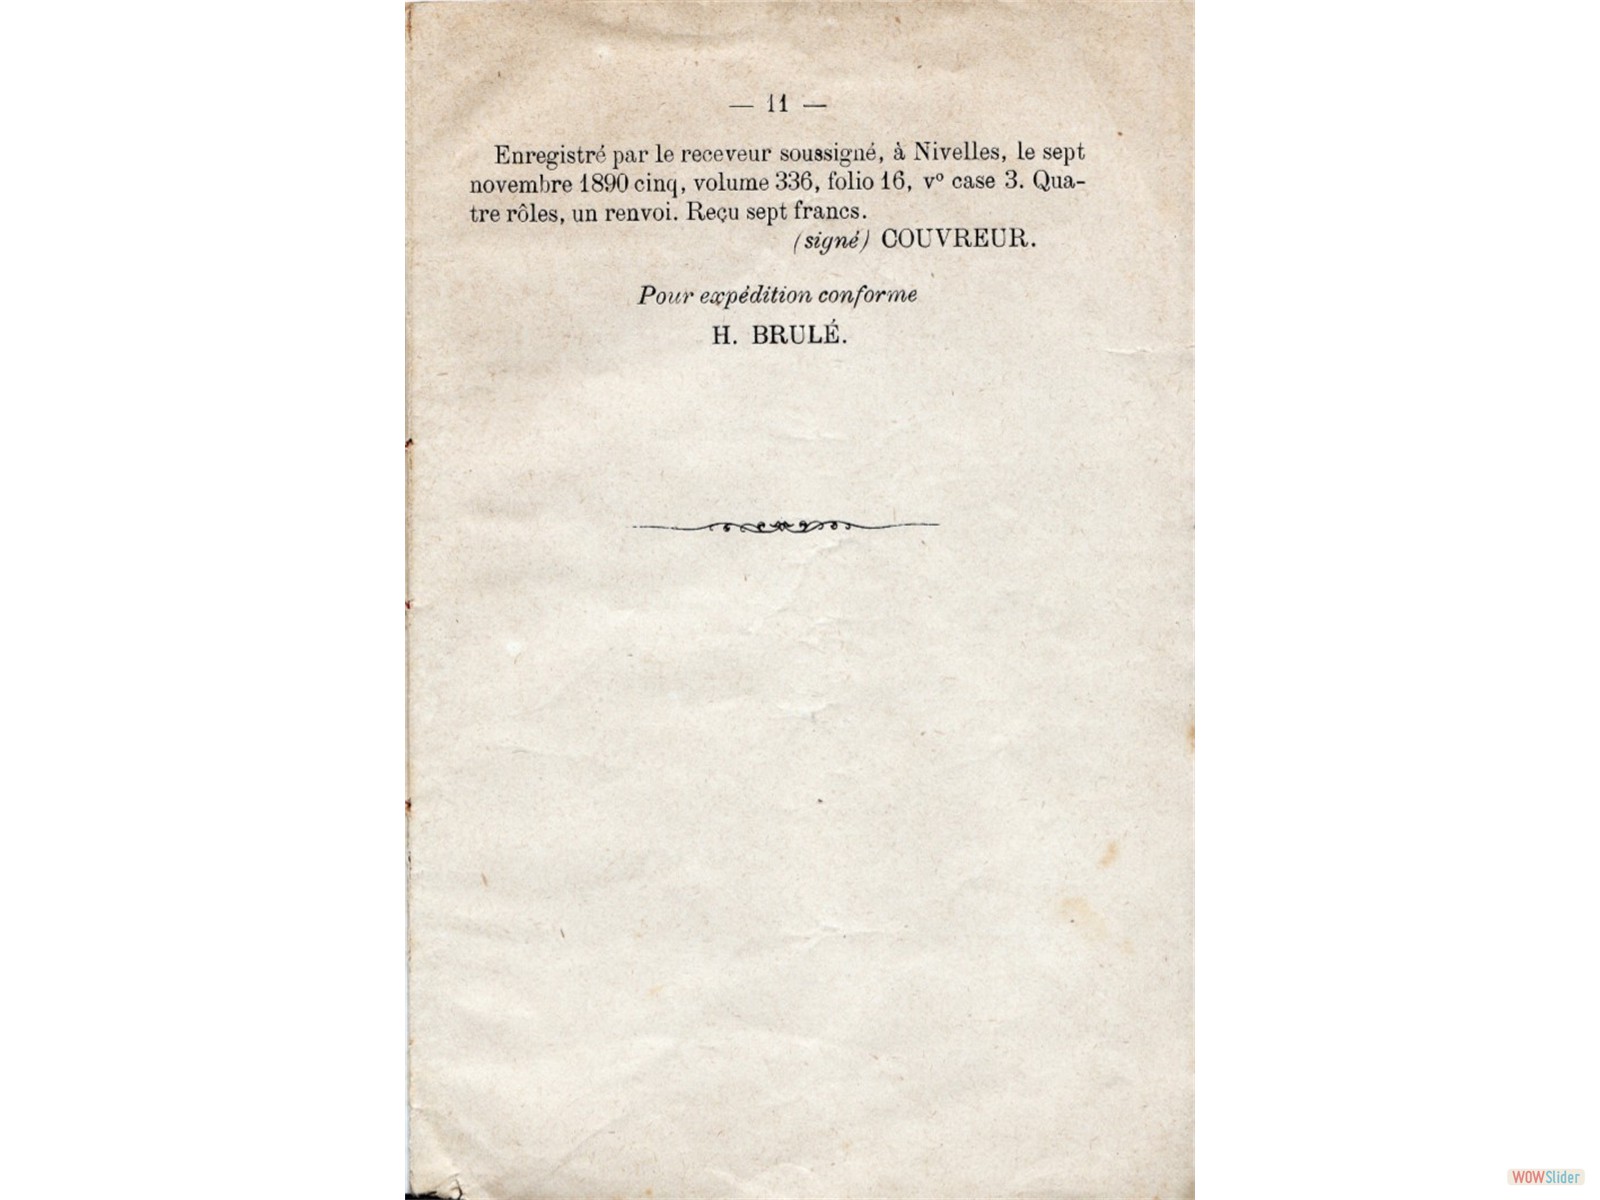 — 11 —
Enregistré par le receveur soussigné, à Nivelles, le sept
novembre 1890 cinq, volume 336, folio 16, vº case 3. Qua-
tre rôles, un renvoi. Reçu sept francs.
(signé) COUVREUR.
Pour expédition conforme
H. BRULÉ.
WOWSlider